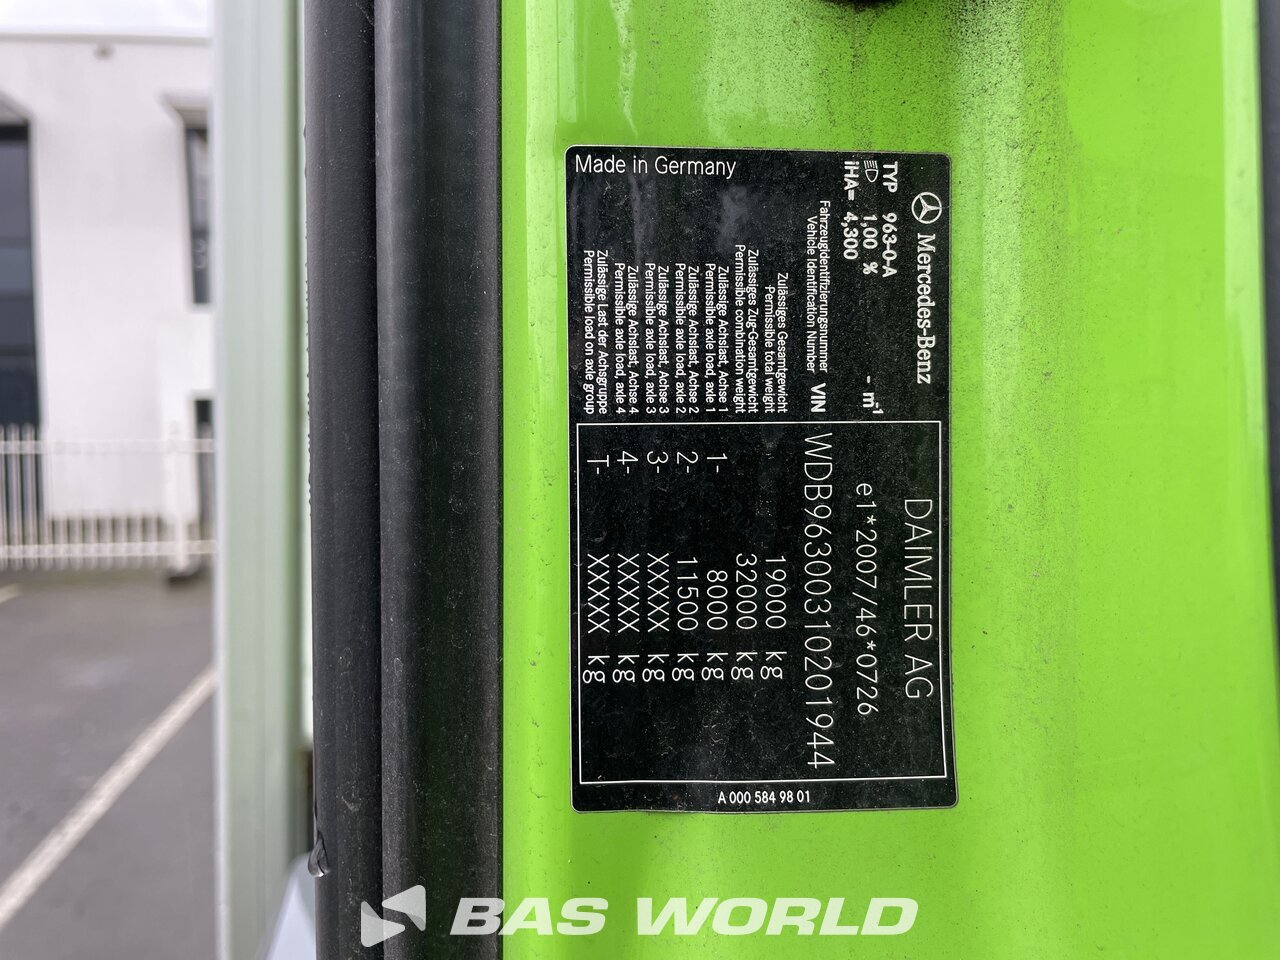 Mercedes-Benz
TYP 963-0-A
1,00 % - m-1
iHA= 4,300
DAIMLER AG
e1*2007/46*0726
Fahrzeugidentifizierungsnummer
Vehicle Identification Number VIN
WDB96300310201944
Zulässiges Gesamtgewicht
Permissible total weight
19000 kg
Zulässiges Zug-Gesamtgewicht
Permissible combination weight
32000 kg
Zulässige Achslast, Achse 1
Permissible axle load, axle 1
1- 8000 kg
Zulässige Achslast, Achse 2
Permissible axle load, axle 2
2- 11500 kg
Zulässige Achslast, Achse 3
Permissible axle load, axle 3
3- XXXXX kg
Zulässige Achslast, Achse 4
Permissible axle load, axle 4
4- XXXXX kg
Zulässige Last der Achsgruppe
Permissible load on axle group
T- XXXXX kg
Made in Germany
A 000 584 98 01
BAS WORLD